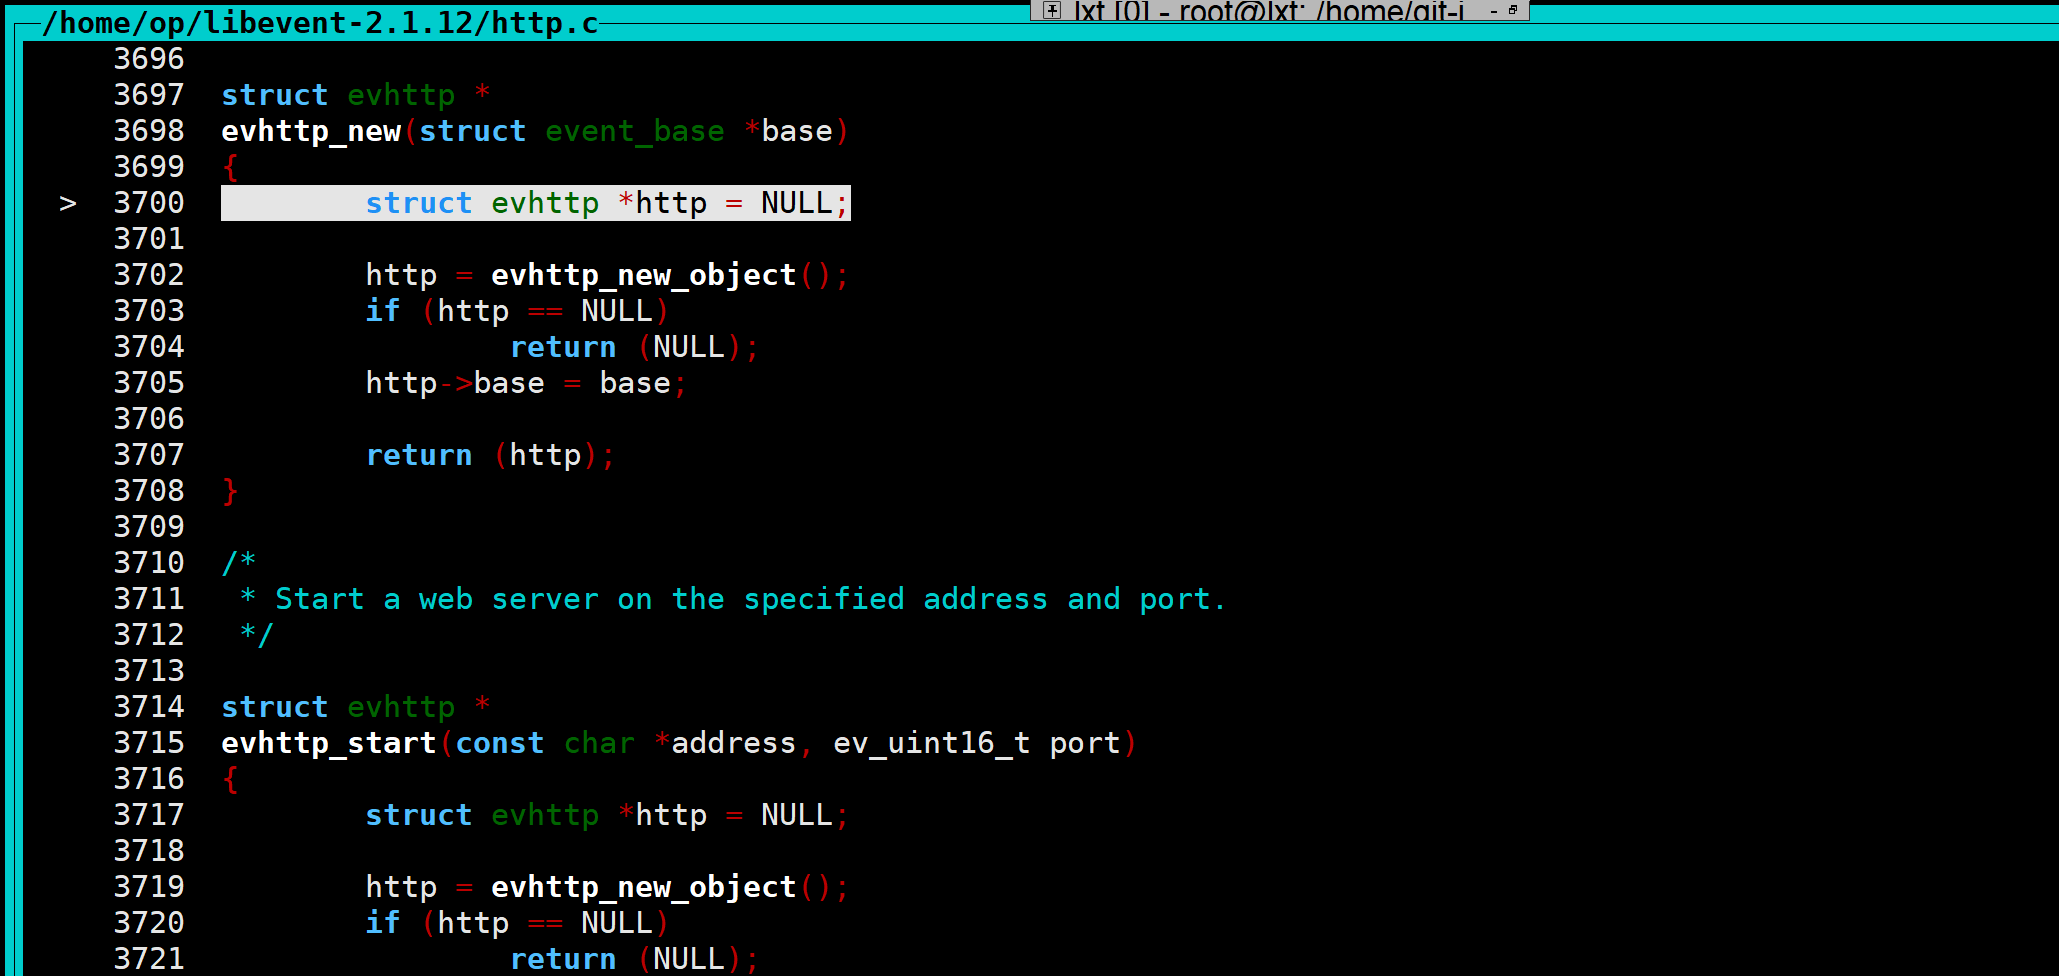 /home/op/libevent-2.1.12/http.c
lxt [0] - root@lxt: /home/git-i
3696
3697  struct evhttp *
3698  evhttp_new(struct event_base *base)
3699  {
> 3700          struct evhttp *http = NULL;
3701
3702          http = evhttp_new_object();
3703          if (http == NULL)
3704                  return (NULL);
3705          http->base = base;
3706
3707          return (http);
3708  }
3709
3710  /*
3711   * Start a web server on the specified address and port.
3712   */
3713
3714  struct evhttp *
3715  evhttp_start(const char *address, ev_uint16_t port)
3716  {
3717          struct evhttp *http = NULL;
3718
3719          http = evhttp_new_object();
3720          if (http == NULL)
3721                  return (NULL);